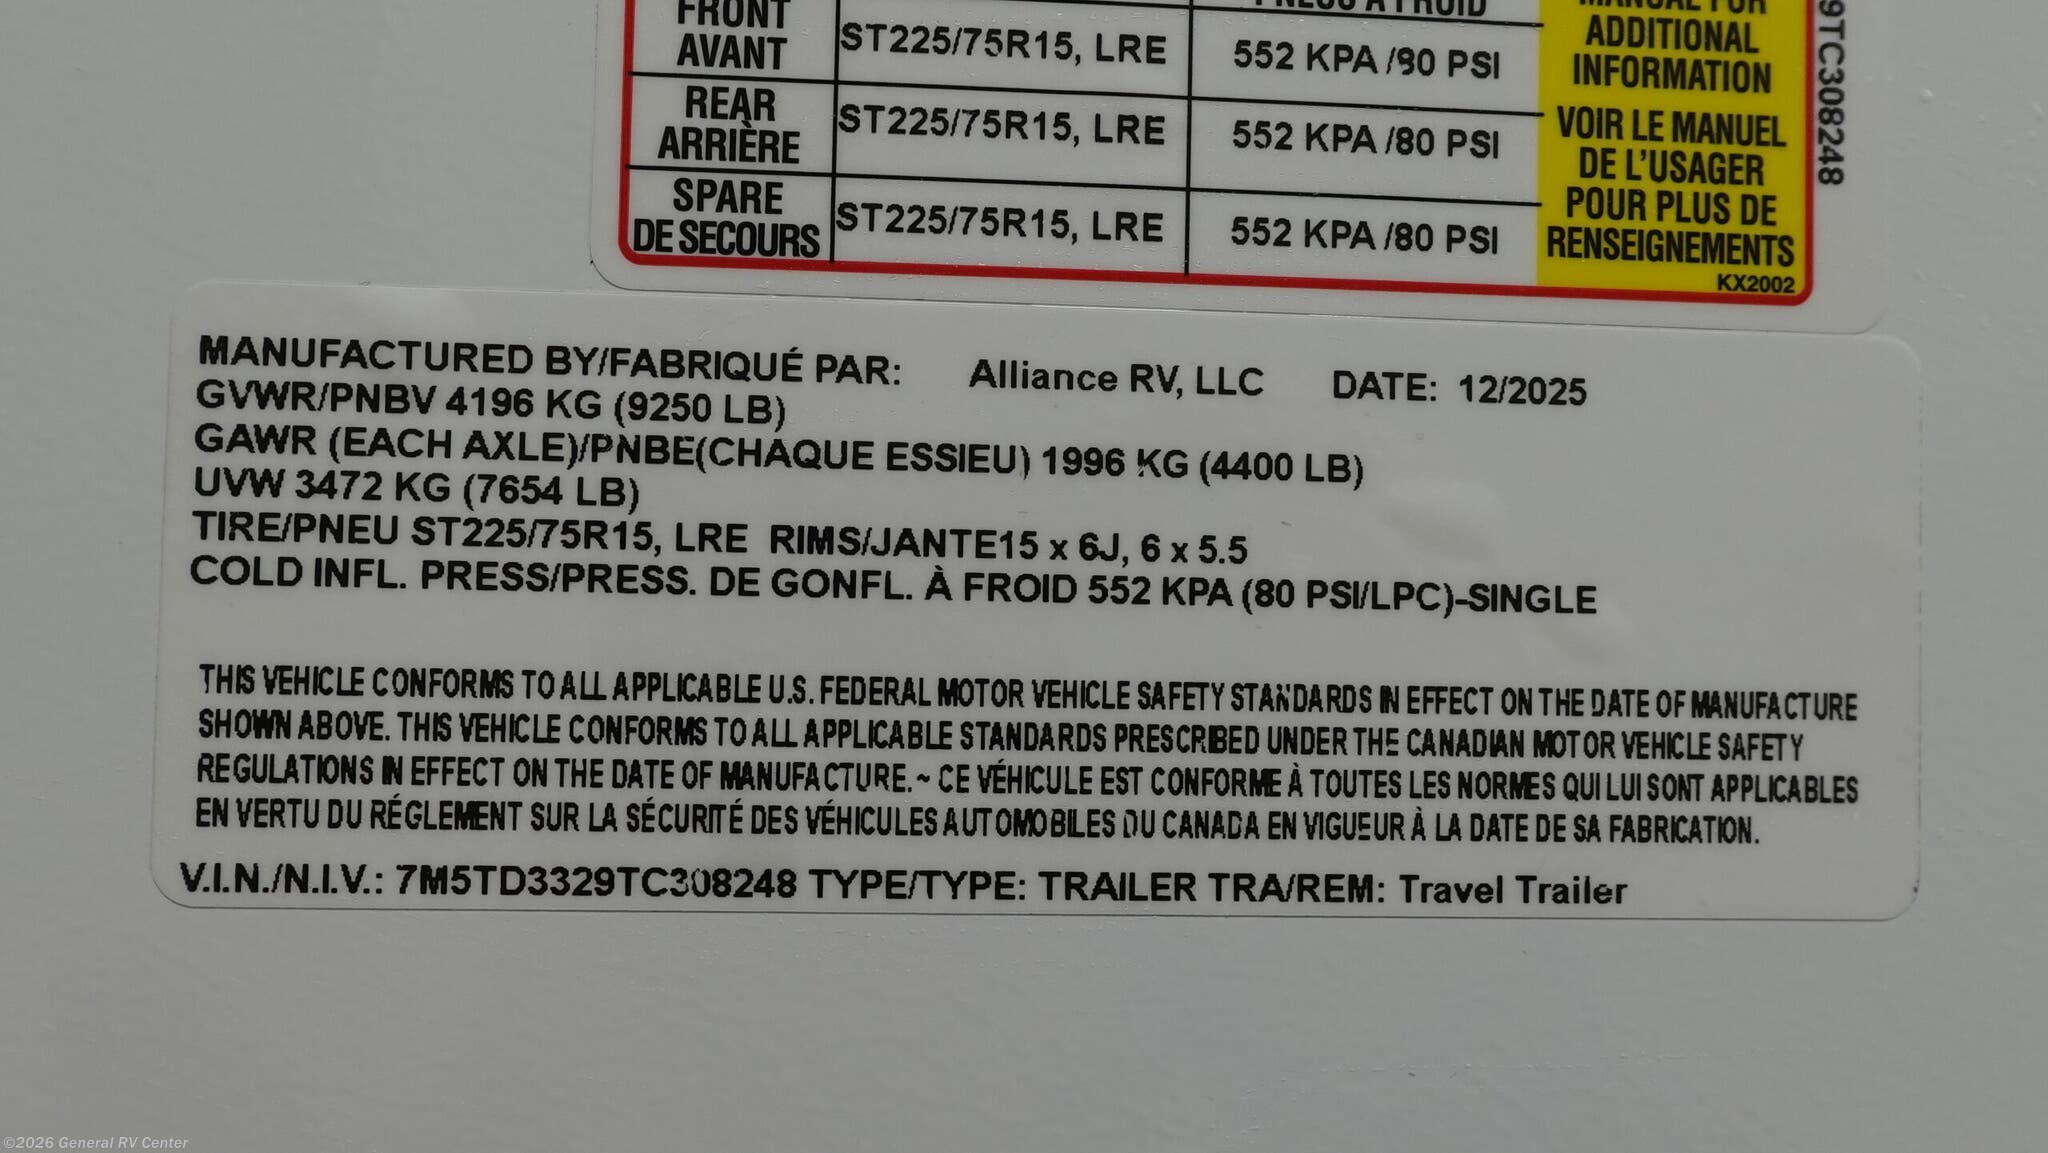 FRONT
AVANT
ST225/75R15, LRE
552 KPA /80 PSI
REAR
ARRIÈRE
ST225/75R15, LRE
552 KPA /80 PSI
SPARE
DE SECOURS
ST225/75R15, LRE
552 KPA /80 PSI
MANUAL FOR
ADDITIONAL
INFORMATION
VOIR LE MANUEL
DE L'USAGER
POUR PLUS DE
RENSEIGNEMENTS
KX2002
9TC308248
MANUFACTURED BY/FABRIQUÉ PAR: Alliance RV, LLC DATE: 12/2025
GVWR/PNBV 4196 KG (9250 LB)
GAWR (EACH AXLE)/PNBE(CHAQUE ESSIEU) 1996 KG (4400 LB)
UVW 3472 KG (7654 LB)
TIRE/PNEU ST225/75R15, LRE RIMS/JANTE15 x 6J, 6 x 5.5
COLD INFL. PRESS/PRESS. DE GONFL. À FROID 552 KPA (80 PSI/LPC)-SINGLE
THIS VEHICLE CONFORMS TO ALL APPLICABLE U.S. FEDERAL MOTOR VEHICLE SAFETY STANDARDS IN EFFECT ON THE DATE OF MANUFACTURE
SHOWN ABOVE. THIS VEHICLE CONFORMS TO ALL APPLICABLE STANDARDS PRESCRIBED UNDER THE CANADIAN MOTOR VEHICLE SAFETY
REGULATIONS IN EFFECT ON THE DATE OF MANUFACTURE. ~ CE VÉHICULE EST CONFORME À TOUTES LES NORMES QUI LUI SONT APPLICABLES
EN VERTU DU RÉGLEMENT SUR LA SÉCURITÉ DES VÉHICULES AUTOMOBILES DU CANADA EN VIGUEUR À LA DATE DE SA FABRICATION.
V.I.N./N.I.V.: 7M5TD3329TC308248 TYPE/TYPE: TRAILER TRA/REM: Travel Trailer
©2026 General RV Center